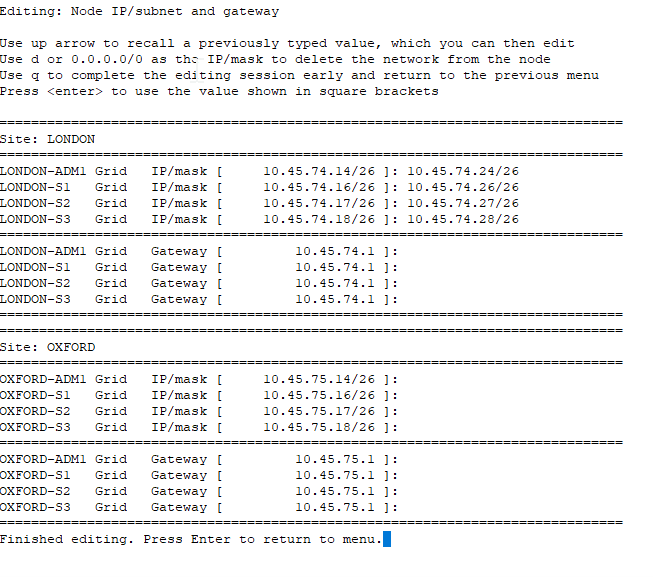 Editing: Node IP/subnet and gateway
Use up arrow to recall a previously typed value, which you can then edit
Use d or 0.0.0.0/0 as the IP/mask to delete the network from the node
Use q to complete the editing session early and return to the previous menu
Press <enter> to use the value shown in square brackets
==============================================================================
Site: LONDON
==============================================================================
LONDON-ADM1 Grid   IP/mask [     10.45.74.14/26 ]: 10.45.74.24/26
LONDON-S1   Grid   IP/mask [     10.45.74.16/26 ]: 10.45.74.26/26
LONDON-S2   Grid   IP/mask [     10.45.74.17/26 ]: 10.45.74.27/26
LONDON-S3   Grid   IP/mask [     10.45.74.18/26 ]: 10.45.74.28/26
==============================================================================
LONDON-ADM1 Grid   Gateway [         10.45.74.1 ]:
LONDON-S1   Grid   Gateway [         10.45.74.1 ]:
LONDON-S2   Grid   Gateway [         10.45.74.1 ]:
LONDON-S3   Grid   Gateway [         10.45.74.1 ]:
==============================================================================
==============================================================================
Site: OXFORD
==============================================================================
OXFORD-ADM1 Grid   IP/mask [     10.45.75.14/26 ]:
OXFORD-S1   Grid   IP/mask [     10.45.75.16/26 ]:
OXFORD-S2   Grid   IP/mask [     10.45.75.17/26 ]:
OXFORD-S3   Grid   IP/mask [     10.45.75.18/26 ]:
==============================================================================
OXFORD-ADM1 Grid   Gateway [         10.45.75.1 ]:
OXFORD-S1   Grid   Gateway [         10.45.75.1 ]:
OXFORD-S2   Grid   Gateway [         10.45.75.1 ]:
OXFORD-S3   Grid   Gateway [         10.45.75.1 ]:
==============================================================================
Finished editing. Press Enter to return to menu.